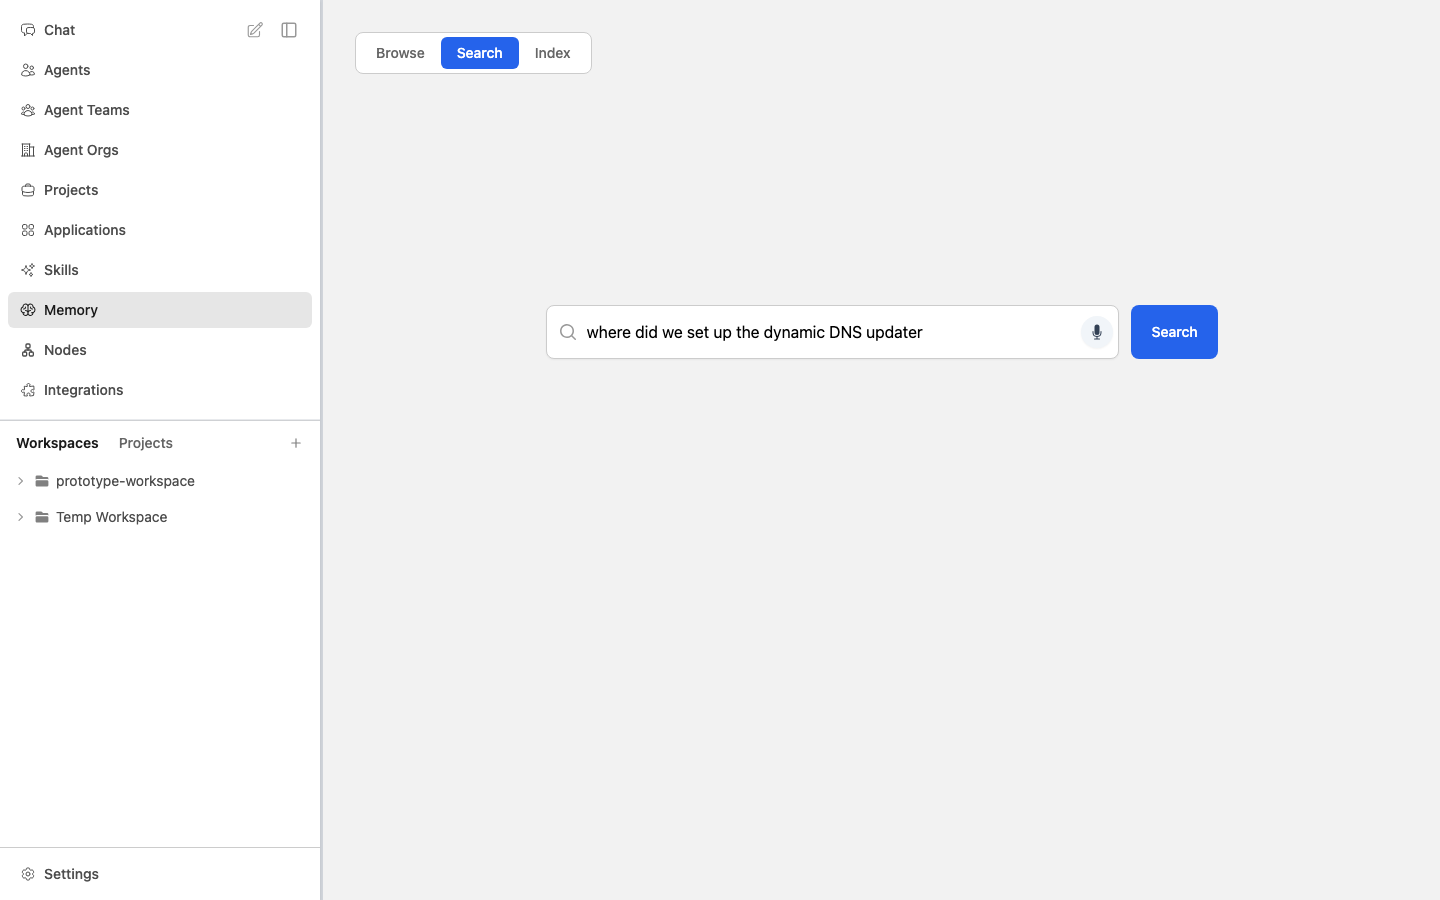 Chat
Agents
Agent Teams
Agent Orgs
Projects
Applications
Skills
Memory
Nodes
Integrations
Workspaces Projects
prototype-workspace
Temp Workspace
Settings
Browse Search Index
where did we set up the dynamic DNS updater
Search